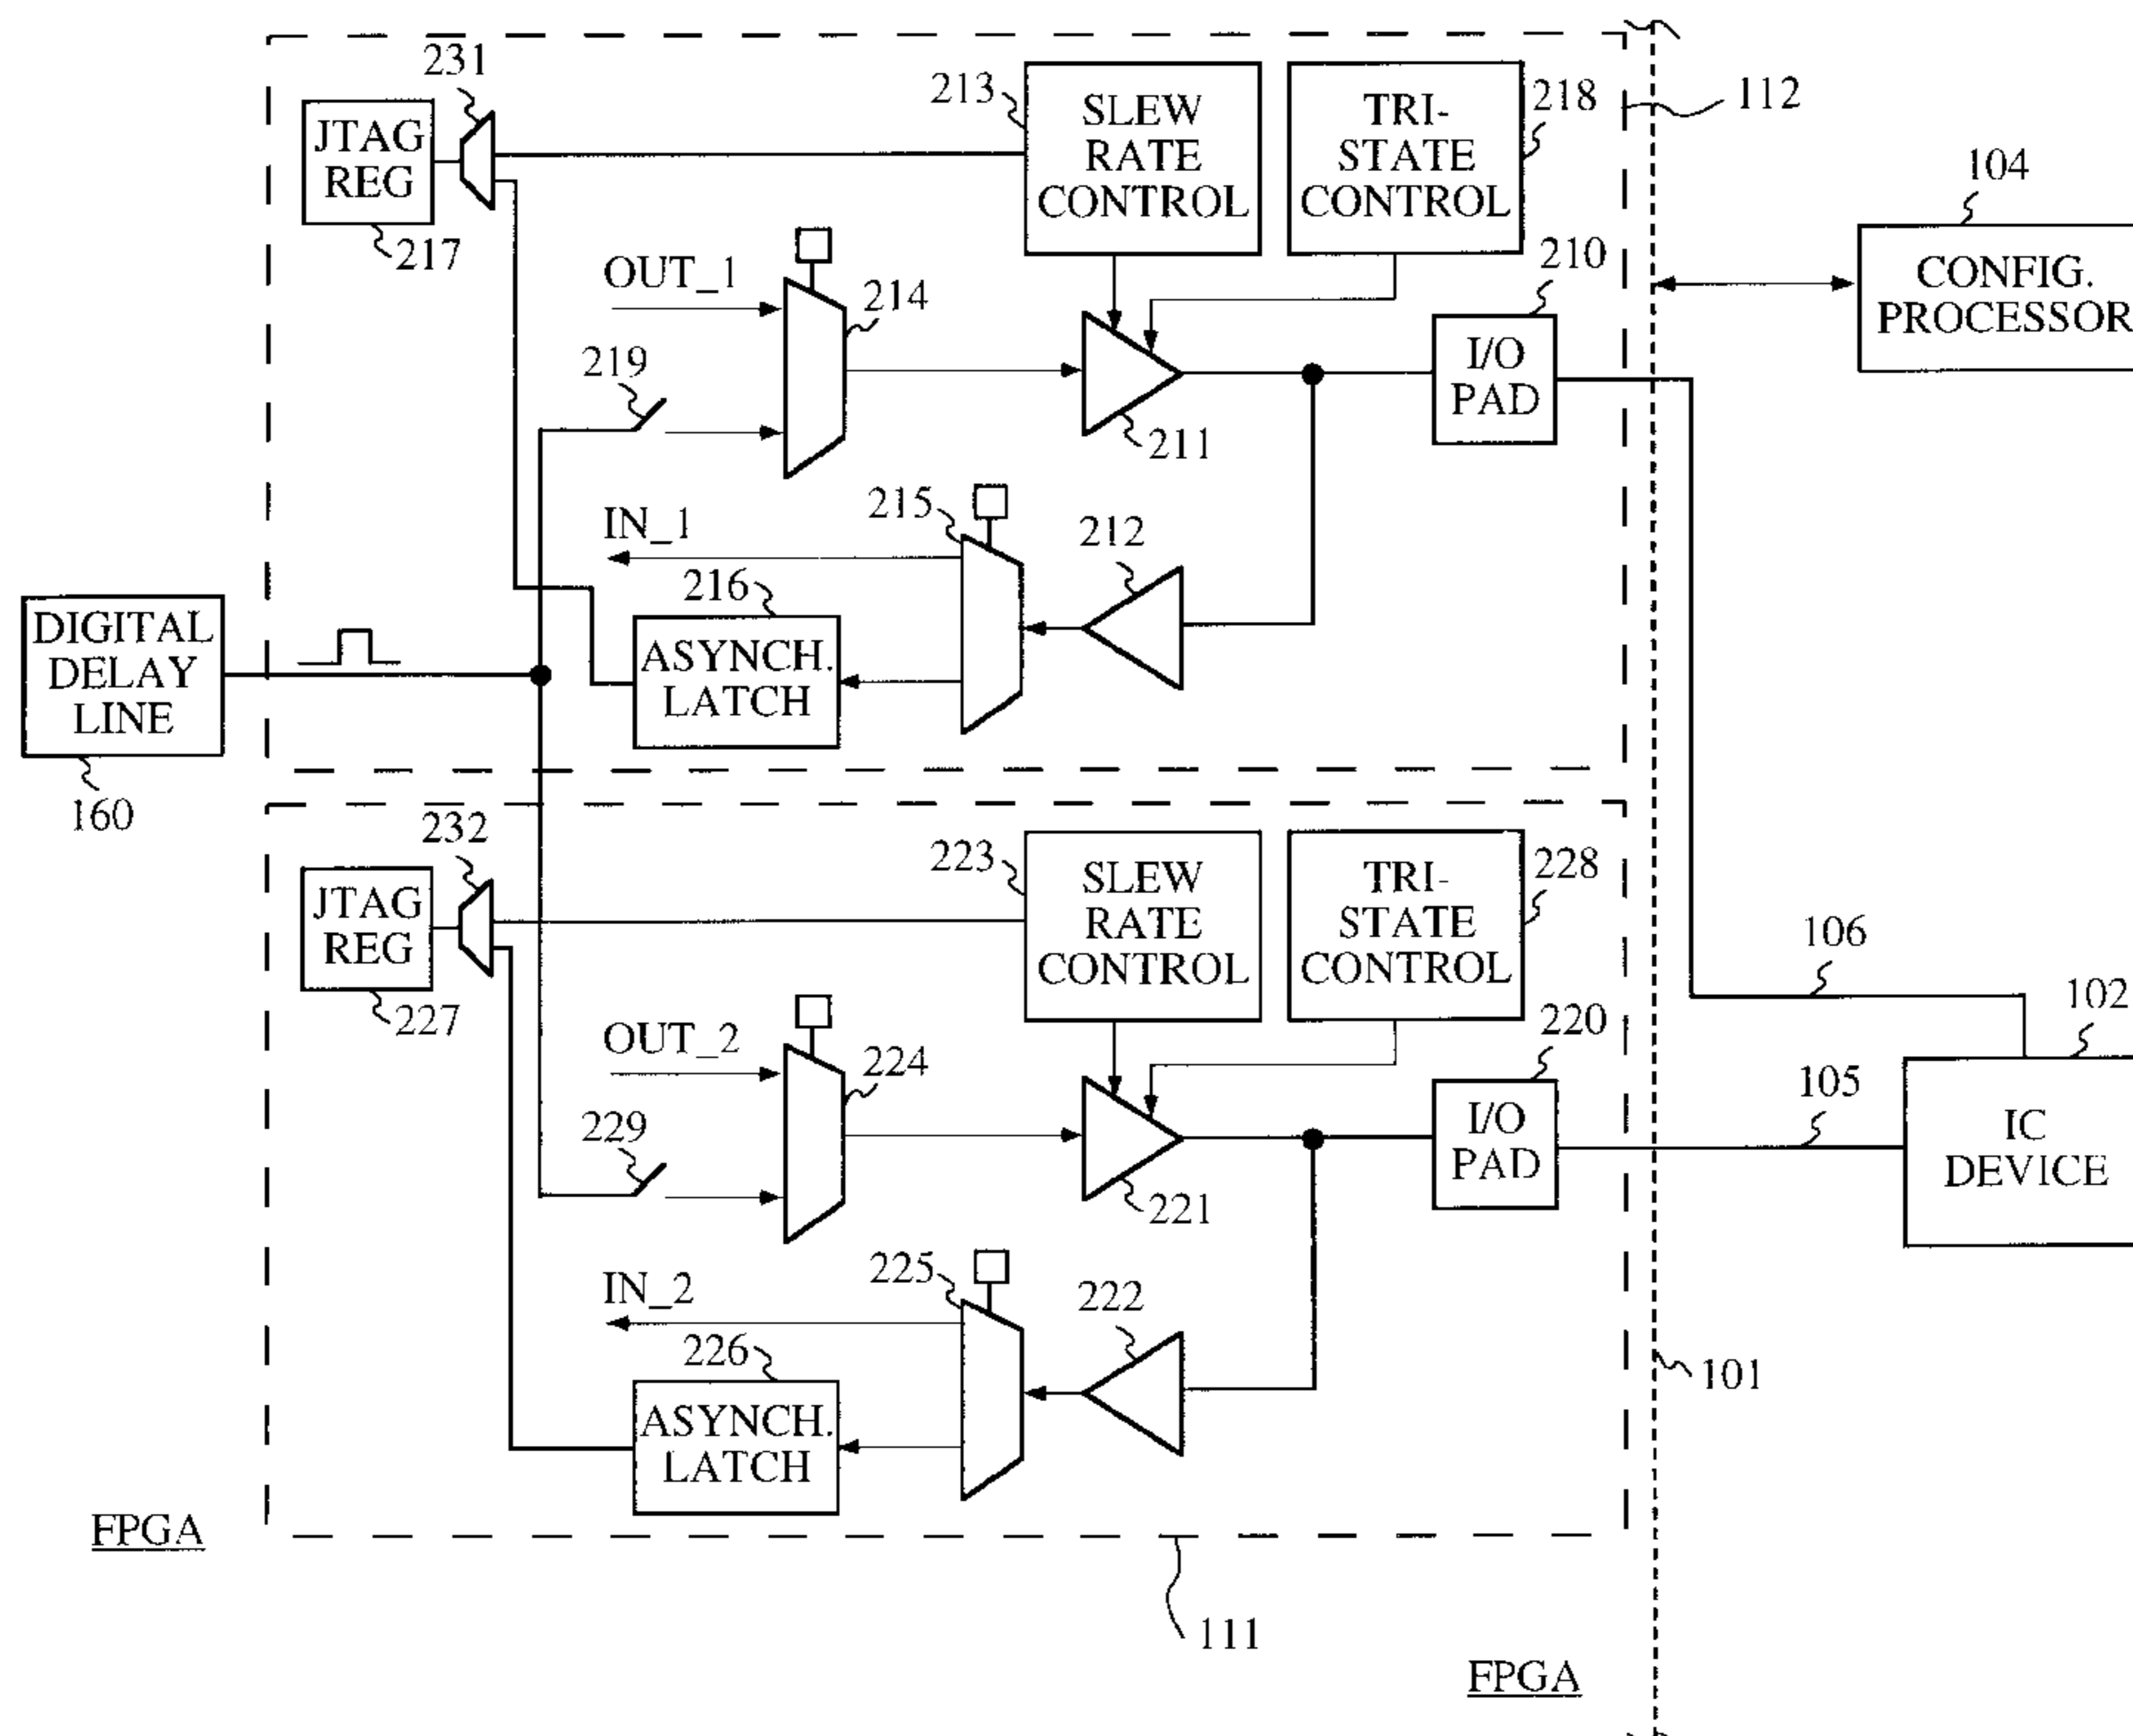 231
JTAG
REG
217
213
SLEW
RATE
CONTROL
TRI-
STATE
CONTROL
218
112
104
CONFIG.
PROCESSOR
OUT_1
214
210
I/O
PAD
219
211
215
IN_1
212
216
ASYNCH.
LATCH
DIGITAL
DELAY
LINE
160
232
JTAG
REG
227
223
SLEW
RATE
CONTROL
TRI-
STATE
CONTROL
228
106
102
OUT_2
224
220
I/O
PAD
105
IC
DEVICE
229
221
225
IN_2
222
226
ASYNCH.
LATCH
101
FPGA
111
FPGA